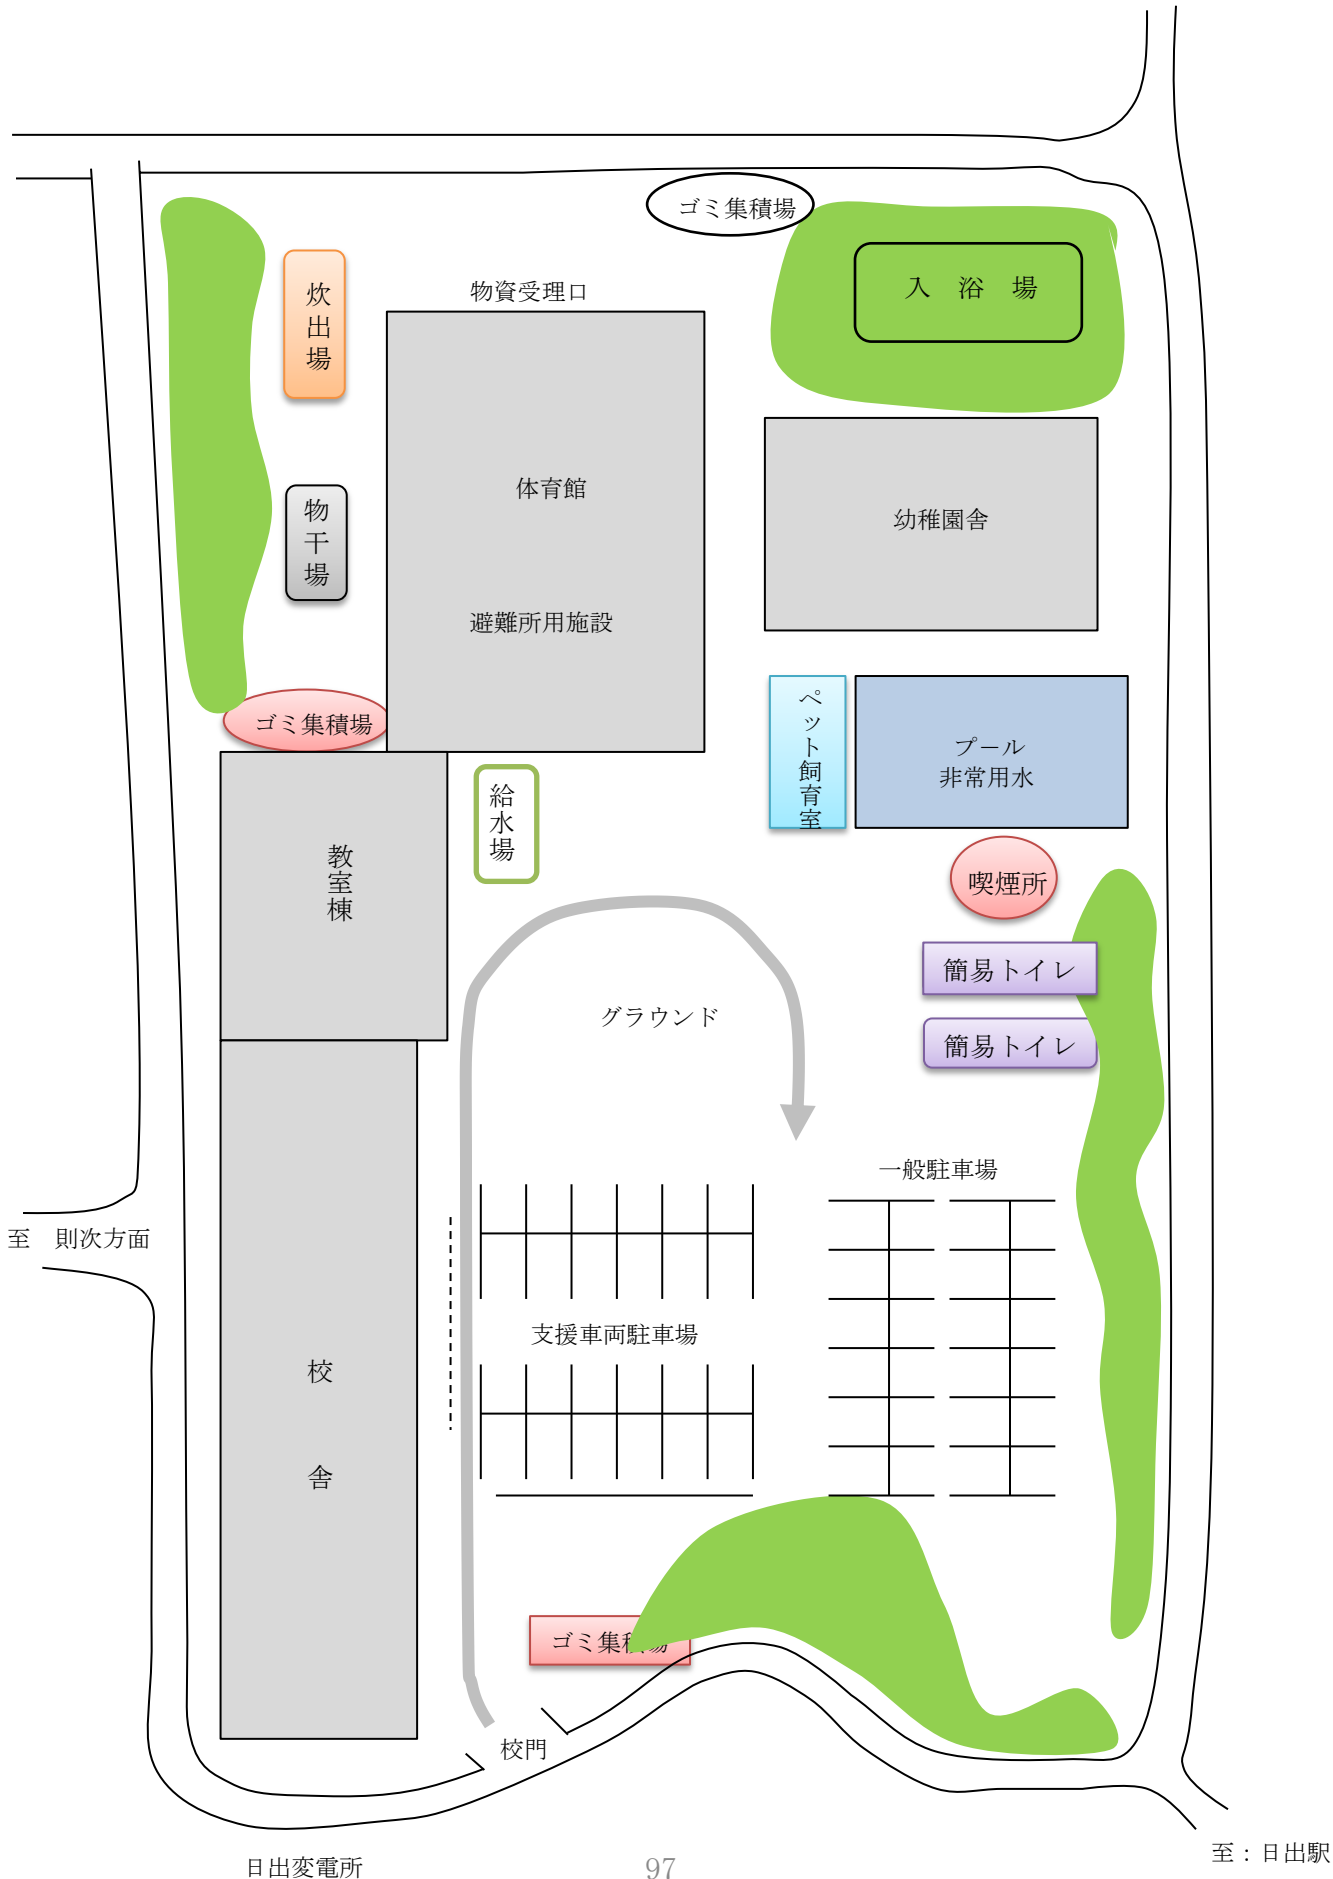 ゴミ集積場
入　浴　場
炊出場
物資受理口
体育館
避難所用施設
幼稚園舎
物干場
ゴミ集積場
ペット飼育室
プール
非常用水
給水場
教室棟
喫煙所
簡易トイレ
簡易トイレ
グラウンド
一般駐車場
至　則次方面
支援車両駐車場
校
舎
ゴミ集積場
校門
日出変電所
97
至：日出駅